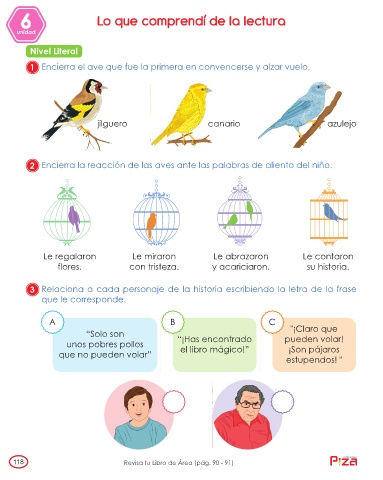 6
unidad
Lo que comprendí de la lectura
Nivel Literal
1 Encierra el ave que fue la primera en convencerse y alzar vuelo.
jilguero
canario
azulejo
2 Encierra la reacción de las aves ante las palabras de aliento del niño.
Le regalaron
flores.
Le miraron
con tristeza.
Le abrazaron
y acariciaron.
Le contaron
su historia.
3 Relaciona a cada personaje de la historia escribiendo la letra de la frase
que le corresponde.
A
"Solo son
unos pobres pollos
que no pueden volar"
B
"¡Has encontrado
el libro mágico!"
C
"¡Claro que
pueden volar!
¡Son pájaros
estupendos! "
118
Revisa tu Libro de Área (pág. 90 - 91)